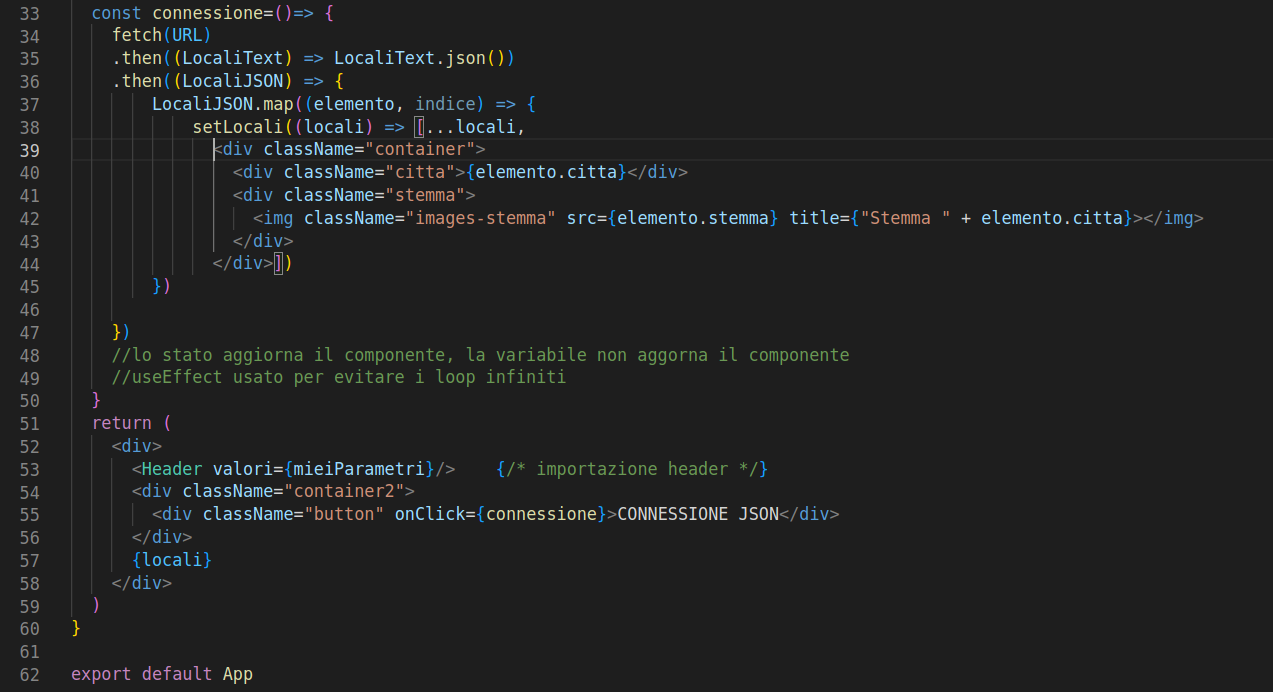 33 const connessione=()=> {
34 fetch(URL)
35 .then((LocaliText) => LocaliText.json())
36 .then((LocaliJSON) => {
37 LocaliJSON.map((elemento, indice) => {
38 setLocali((locali) => [...locali,
39 <div className="container">
40 <div className="citta">{elemento.citta}</div>
41 <div className="stemma">
42 <img className="images-stemma" src={elemento.stemma} title={"Stemma " + elemento.citta}></img>
43 </div>
44 </div>])
45 })
46
47 })
48 //lo stato aggiorna il componente, la variabile non aggorna il componente
49 //useEffect usato per evitare i loop infiniti
50 }
51 return (
52 <div>
53 <Header valori={mieiParametri}/> {/* importazione header */}
54 <div className="container2">
55 <div className="button" onClick={connessione}>CONNESSIONE JSON</div>
56 </div>
57 {locali}
58 </div>
59 )
60 }
61
62 export default App